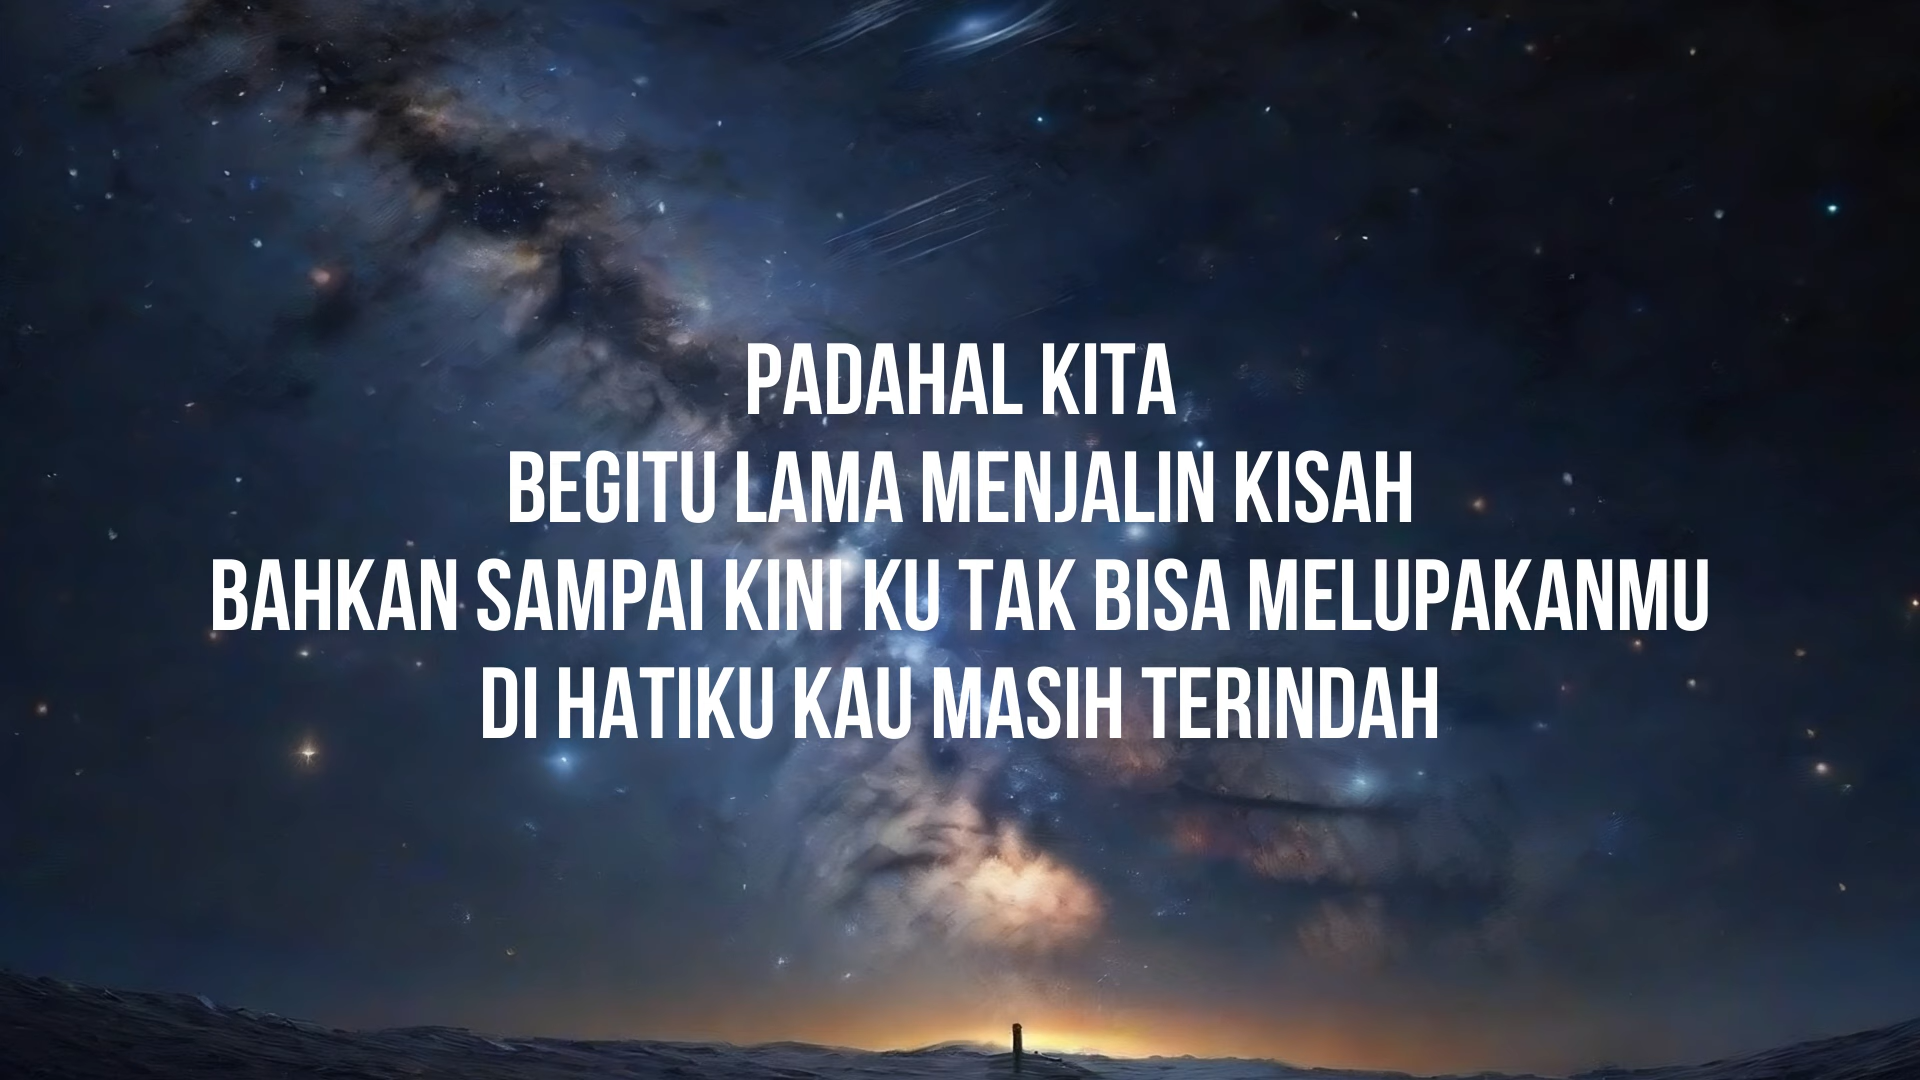 PADAHAL KITA
BEGITU LAMA MENJALIN KISAH
BAHKAN SAMPAI KINI KU TAK BISA MELUPAKANMU
DI HATIKU KAU MASIH TERINDAH